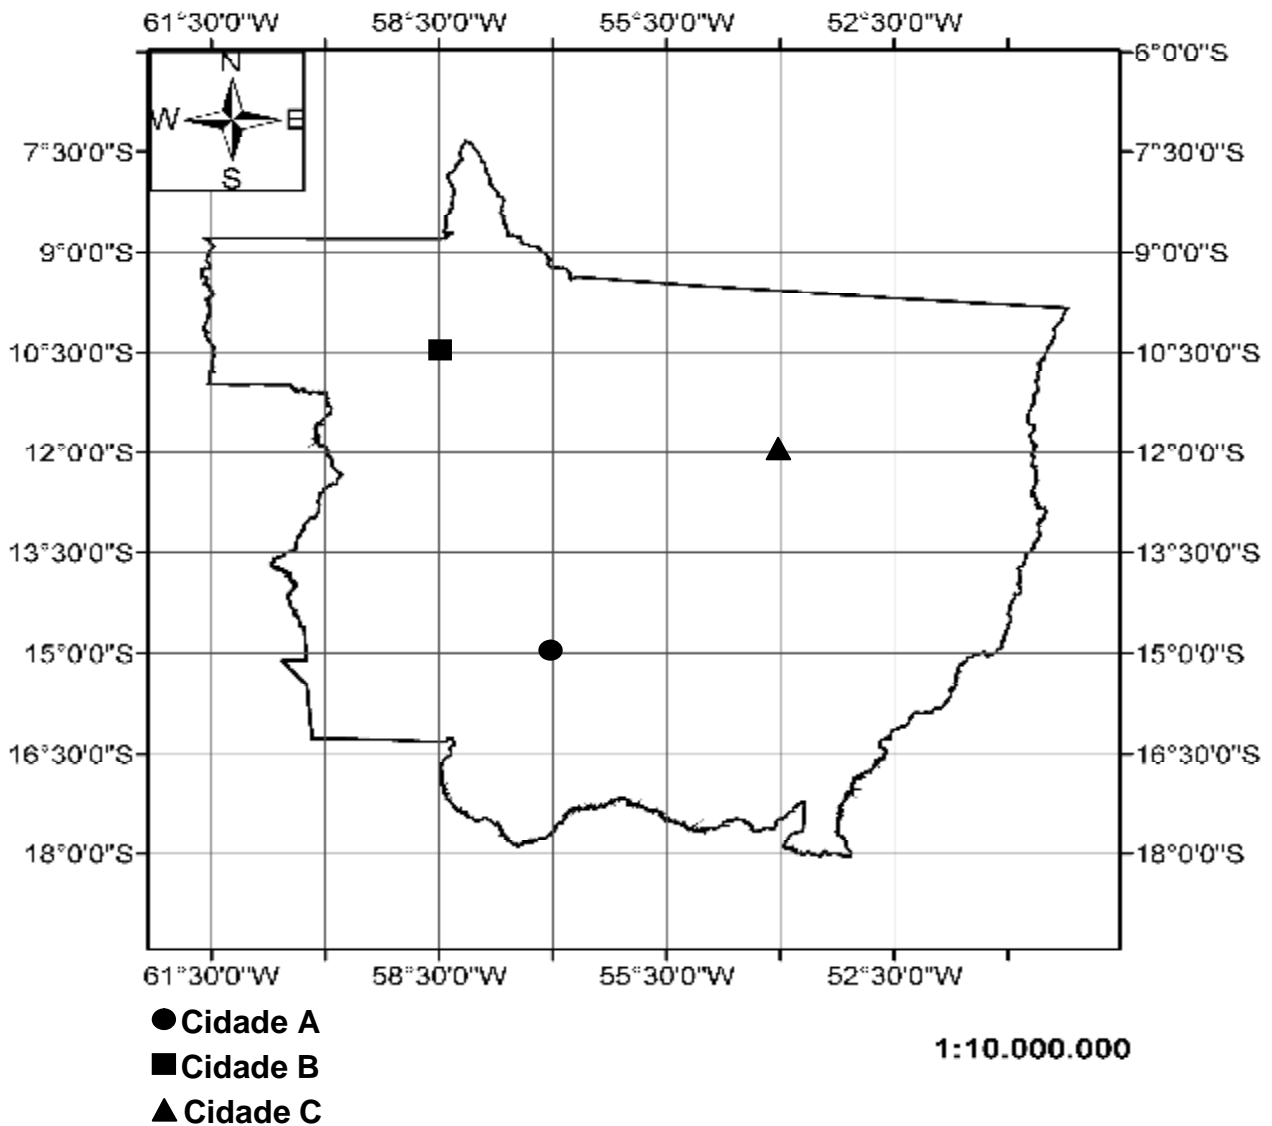 61°30'0"W 58°30'0"W 55°30'0"W 52°30'0"W
6°0'0"S
N
W E
S
7°30'0"S 7°30'0"S
9°0'0"S 9°0'0"S
10°30'0"S 10°30'0"S
12°0'0"S 12°0'0"S
13°30'0"S 13°30'0"S
15°0'0"S 15°0'0"S
16°30'0"S 16°30'0"S
18°0'0"S 18°0'0"S
61°30'0"W 58°30'0"W 55°30'0"W 52°30'0"W
Cidade A
1:10.000.000
Cidade B
Cidade C